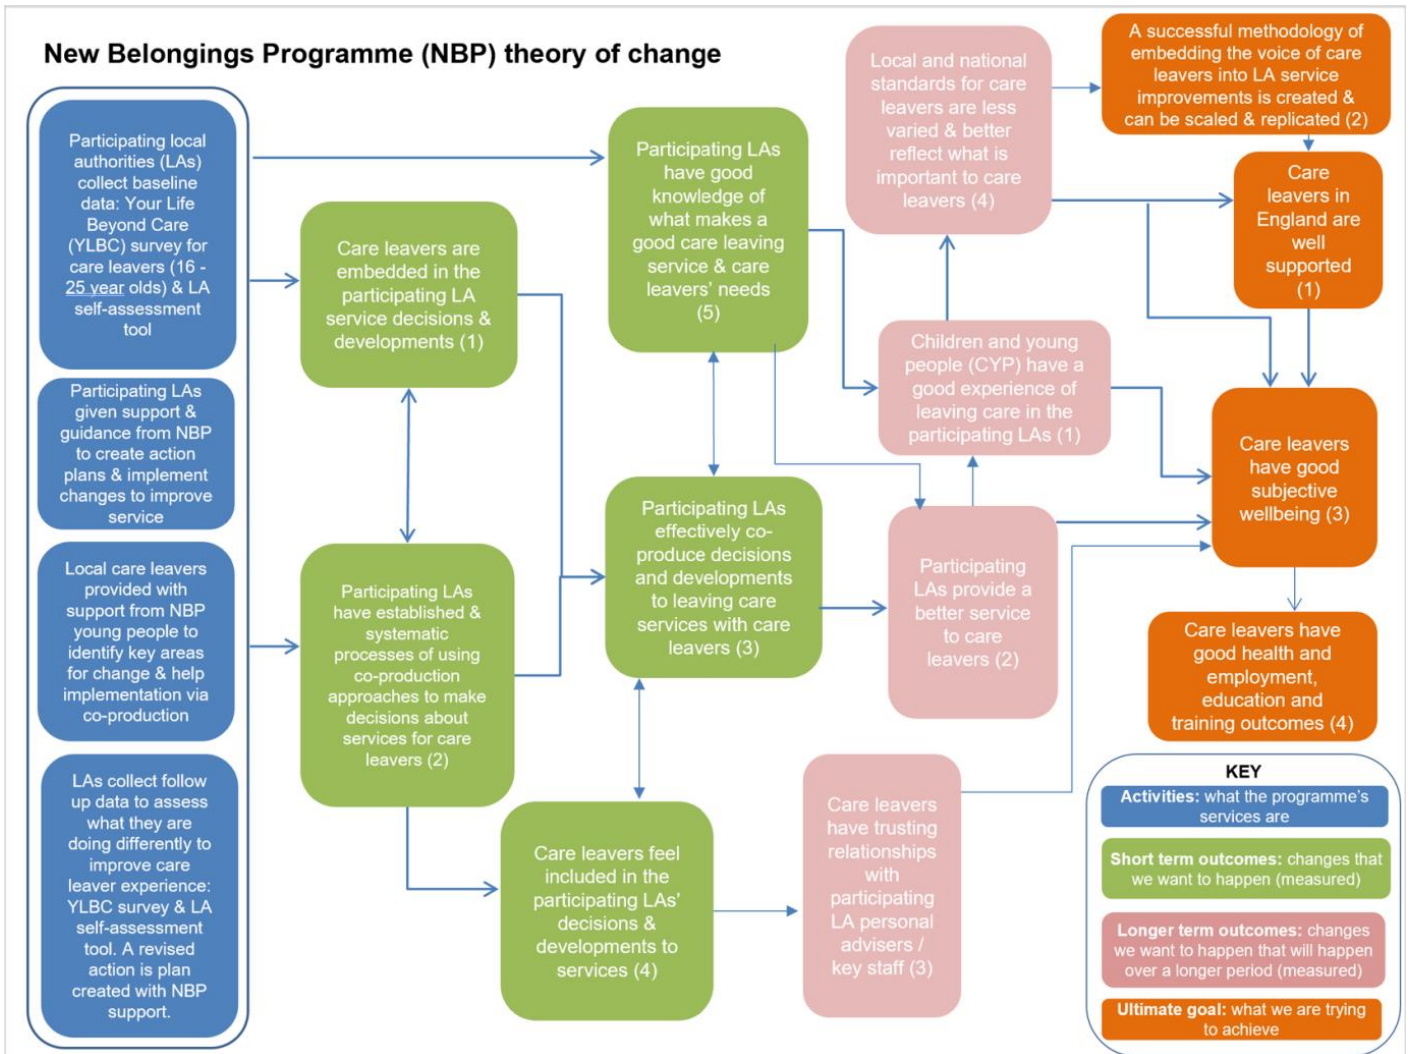 New Belongings Programme (NBP) theory of change
Participating local
authorities (LAs)
collect baseline
data: Your Life
Beyond Care
(YLBC) survey for
care leavers (16 -
25 year olds) & LA
self-assessment
tool
Participating LAs
given support &
guidance from NBP
to create action
plans & implement
changes to improve
service
Local care leavers
provided with
support from NBP
young people to
identify key areas
for change & help
implementation via
co-production
LAs collect follow
up data to assess
what they are
doing differently to
improve care
leaver experience:
YLBC survey & LA
self-assessment
tool. A revised
action is plan
created with NBP
support.
Care leavers are
embedded in the
participating LA
service decisions &
developments (1)
Participating LAs
have established &
systematic
processes of using
co-production
approaches to make
decisions about
services for care
leavers (2)
Participating LAs
have good
knowledge of
what makes a
good care leaving
service & care
leavers' needs
(5)
Participating LAs
effectively co-
produce decisions
and developments
to leaving care
services with care
leavers (3)
Care leavers feel
included in the
participating LAs'
decisions &
developments to
services (4)
Local and national
standards for care
leavers are less
varied & better
reflect what is
important to care
leavers (4)
Children and young
people (CYP) have a
good experience of
leaving care in the
participating LAs (1)
Participating
LAs provide a
better service
to care
leavers (2)
Care leavers
have trusting
relationships
with
participating
LA personal
advisers /
key staff (3)
A successful methodology of
embedding the voice of care
leavers into LA service
improvements is created &
can be scaled & replicated (2)
Care
leavers in
England are
well
supported
(1)
Care leavers
have good
subjective
wellbeing (3)
Care leavers have
good health and
employment,
education and
training outcomes (4)
KEY
Activities: what the programme's
services are
Short term outcomes: changes that
we want to happen (measured)
Longer term outcomes: changes
we want to happen that will happen
over a longer period (measured)
Ultimate goal: what we are trying
to achieve